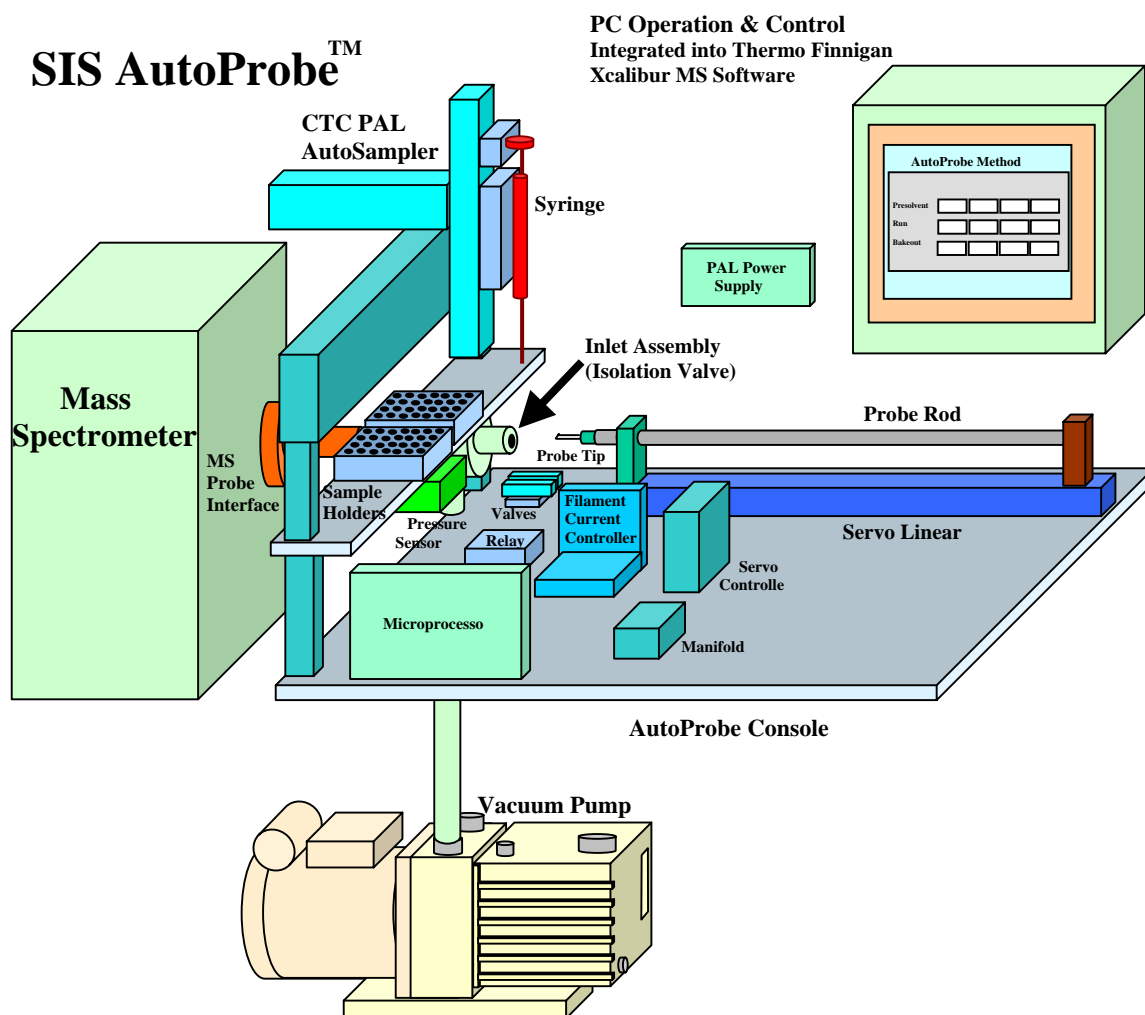 SIS AutoProbe™
PC Operation & Control
Integrated into Thermo Finnigan
Xcalibur MS Software
CTC PAL
AutoSampler
Syringe
AutoProbe Method
Presolvent
Run
Bakeout
PAL Power
Supply
Inlet Assembly
(Isolation Valve)
Mass
Spectrometer
MS
Probe
Interface
Sample
Holders
Pressure
Sensor
Probe Rod
Probe Tip
Valves
Filament
Current
Controller
Relay
Servo Linear
Servo
Controlle
Microprocesso
Manifold
AutoProbe Console
Vacuum Pump